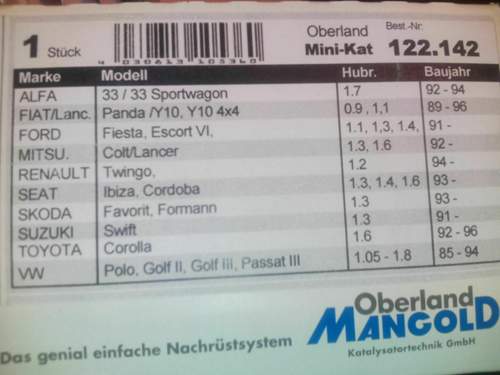 1 Stück Oberland Mini-Kat Best.-Nr: 122.142
Marke Modell Hubr. Baujahr
ALFA 33 / 33 Sportwagon 1.7 92 - 94
FIAT/Lanc. Panda /Y10, Y10 4x4 0.9 , 1,1 89 - 96
FORD Fiesta, Escort VI, 1.1, 1.3, 1.4, 91 -
MITSU. Colt/Lancer 1.3, 1.6 92 -
RENAULT Twingo, 1.2 94 -
SEAT Ibiza, Cordoba 1.3, 1.4, 1.6 93 -
SKODA Favorit, Formann 1.3 93 -
SUZUKI Swift 1.3 91 -
TOYOTA Corolla 1.6 92 - 96
VW Polo, Golf II, Golf III, Passat III 1.05 - 1.8 85 - 94
Oberland
MANGOLD
Katalysatortechnik GmbH
Das genial einfache Nachrüstsystem